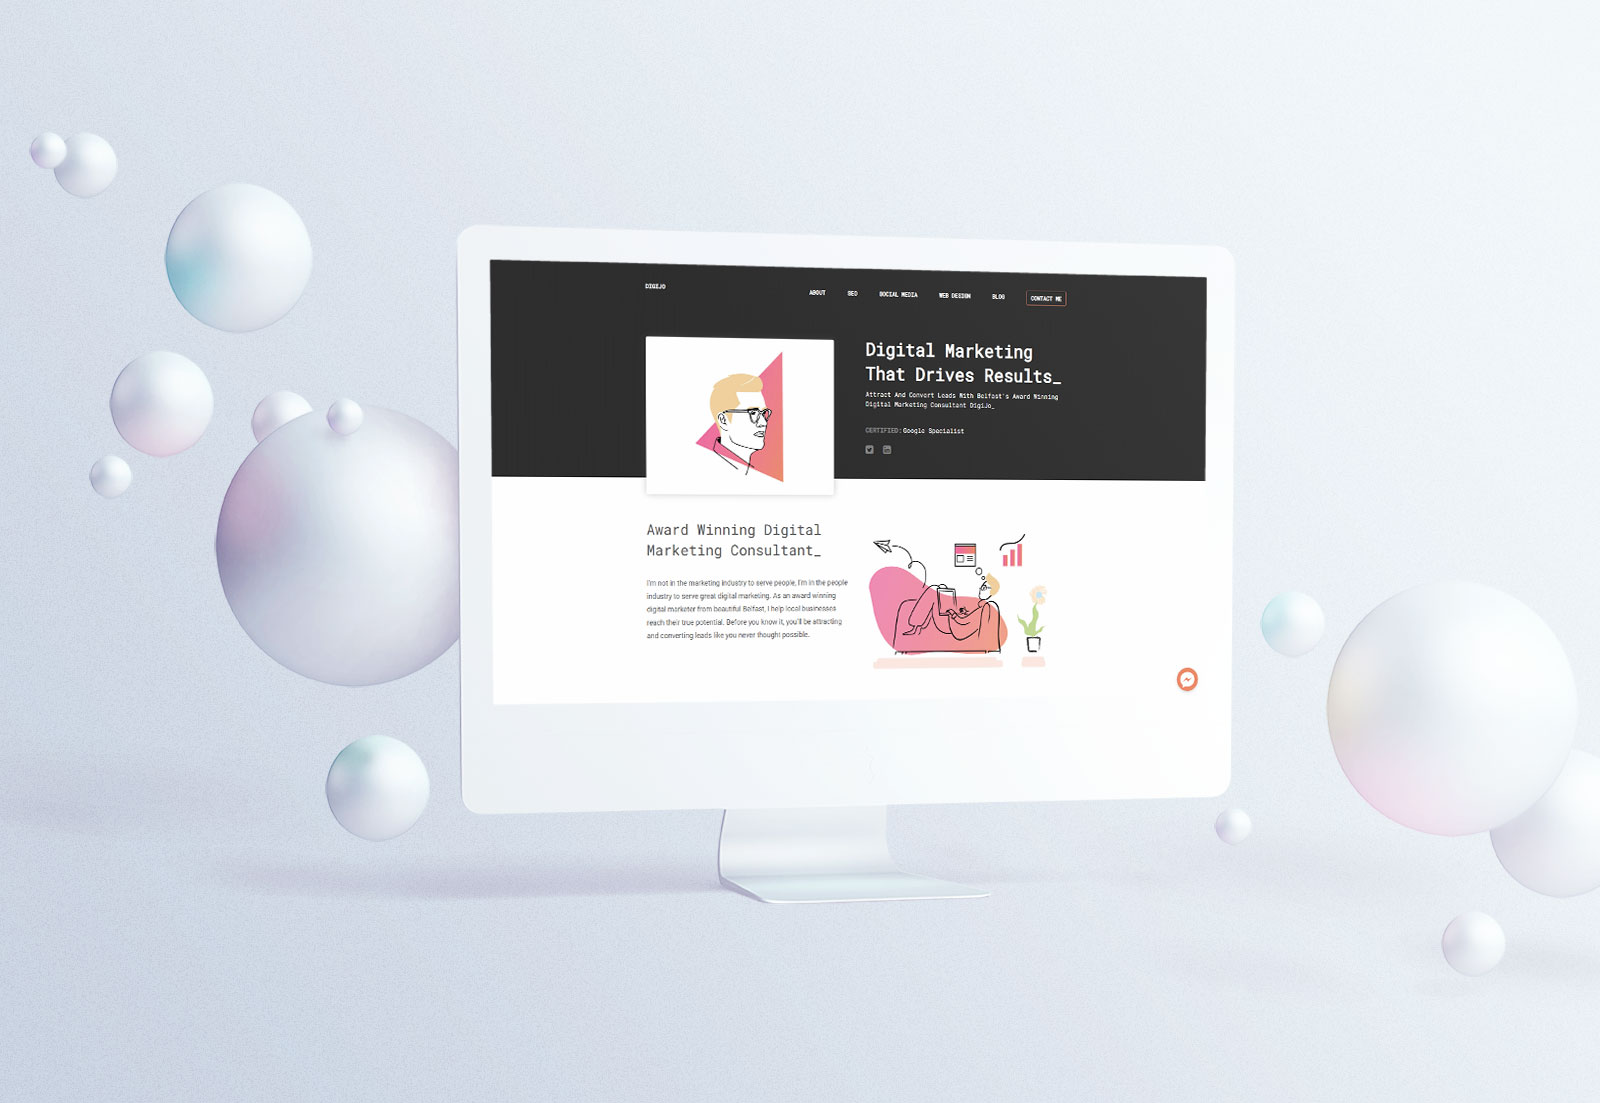 DIGIJO
ABOUT SEO SOCIAL MEDIA WEB DESIGN BLOG CONTACT ME
Digital Marketing
That Drives Results_
Attract And Convert Leads With Belfast's Award Winning
Digital Marketing Consultant DigiJo_
CERTIFIED: Google Specialist
Award Winning Digital
Marketing Consultant_
I'm not in the marketing industry to serve people, I'm in the people
industry to serve great digital marketing. As an award winning
digital marketer from beautiful Belfast, I help local businesses
reach their true potential. Before you know it, you'll be attracting
and converting leads like you never thought possible.